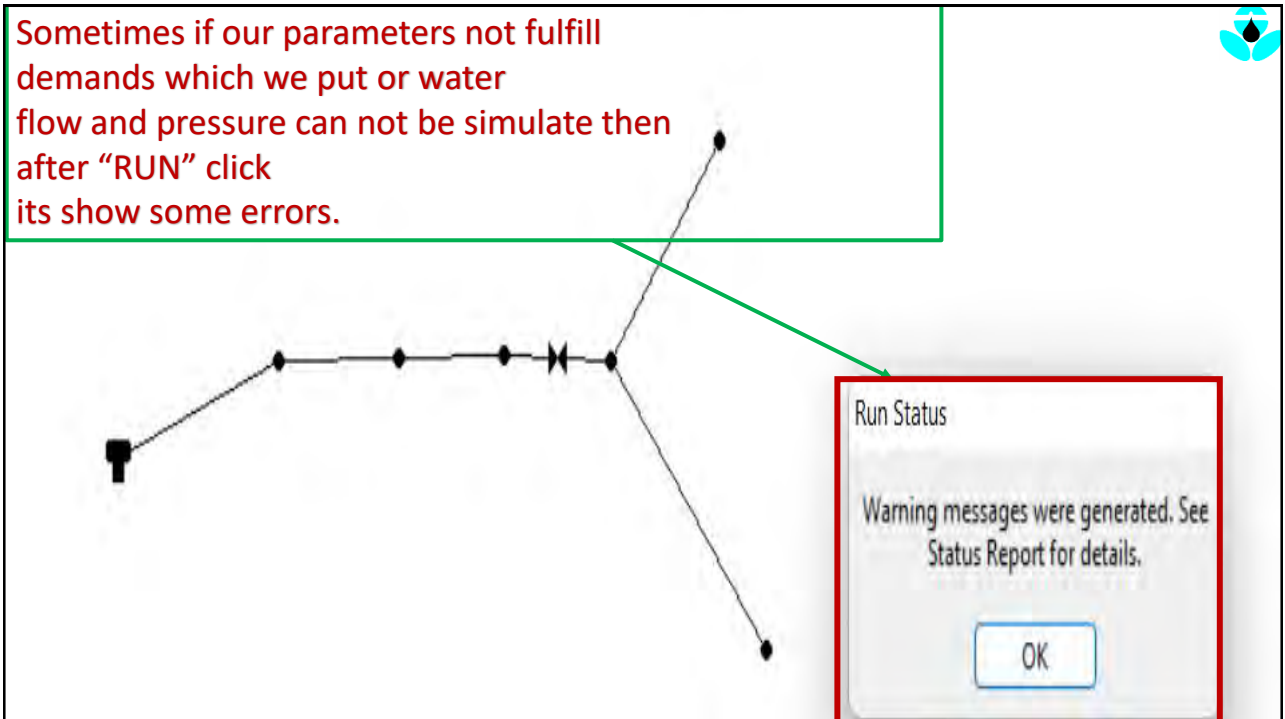 Sometimes if our parameters not fulfill
demands which we put or water
flow and pressure can not be simulate then
after “RUN” click
its show some errors.
Run Status
Warning messages were generated. See
Status Report for details.
OK